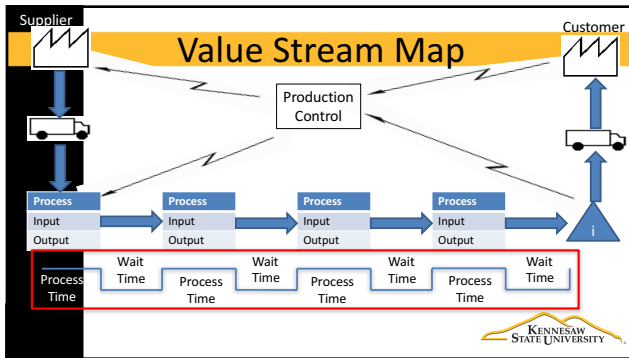 Supplier
Customer
Value Stream Map
Production
Control
Process
Input
Output
Process
Input
Output
Process
Input
Output
Process
Input
Output
i
Process
Time
Wait
Time
Process
Time
Wait
Time
Process
Time
Wait
Time
Process
Time
Wait
Time
KENNESAW
STATE UNIVERSITY